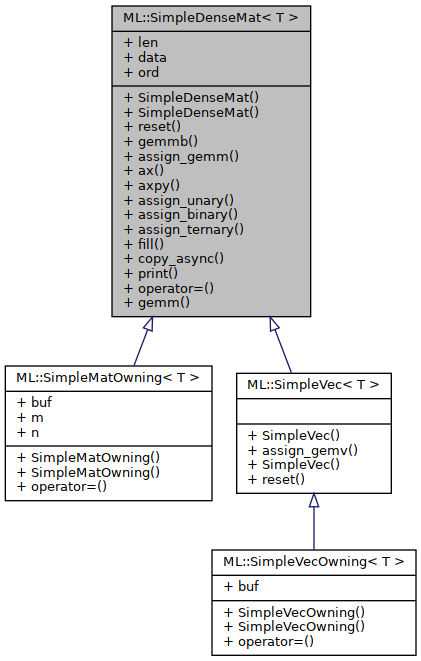 ML::SimpleDenseMat< T >
+ len
+ data
+ ord
+ SimpleDenseMat()
+ SimpleDenseMat()
+ reset()
+ gemmb()
+ assign_gemm()
+ ax()
+ axpy()
+ assign_unary()
+ assign_binary()
+ assign_ternary()
+ fill()
+ copy_async()
+ print()
+ operator=()
+ gemm()
ML::SimpleMatOwning< T >
+ buf
+ m
+ n
+ SimpleMatOwning()
+ SimpleMatOwning()
+ operator=()
ML::SimpleVec< T >
+ SimpleVec()
+ assign_gemv()
+ SimpleVec()
+ reset()
ML::SimpleVecOwning< T >
+ buf
+ SimpleVecOwning()
+ SimpleVecOwning()
+ operator=()